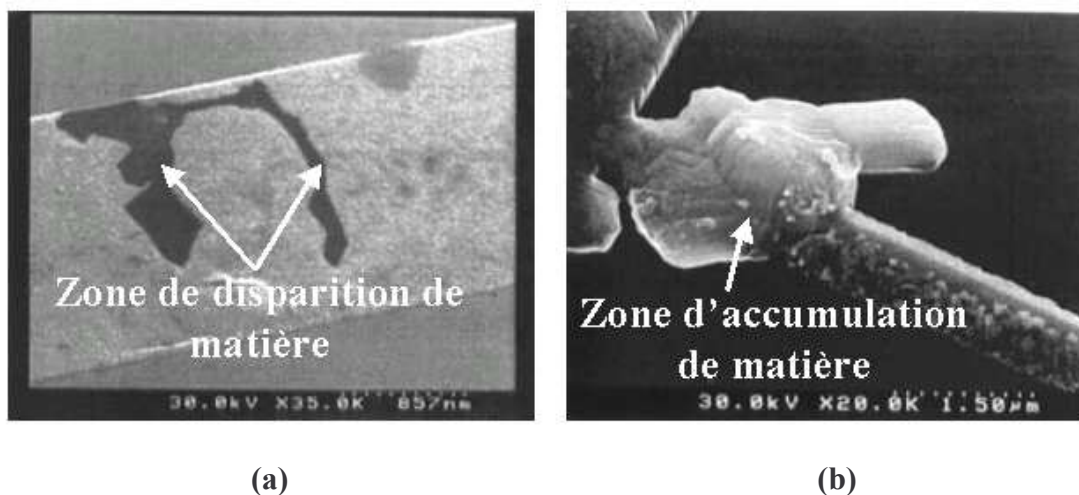 Zone de disparition de
matière
30.0kV X35.0K 857nm
Zone d'accumulation
de matière
30.0kV X20.0K 1.50µm
(a)
(b)